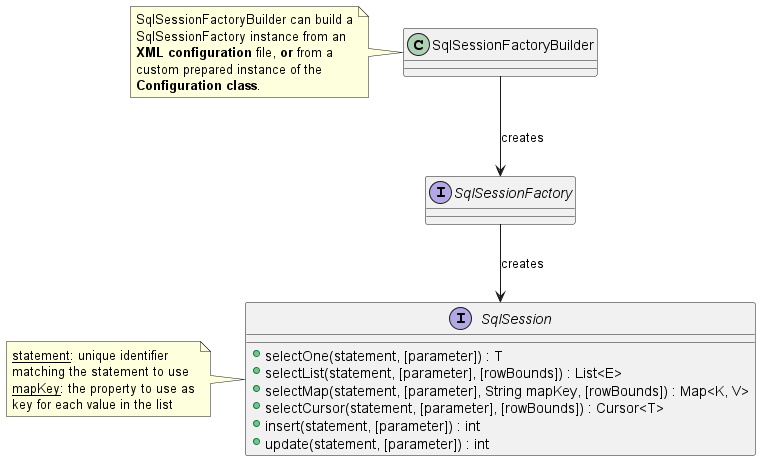 SqlSessionFactoryBuilder can build a
SqlSessionFactory instance from an
XML configuration file, or from a
custom prepared instance of the
Configuration class.
C SqlSessionFactoryBuilder
creates
I SqlSessionFactory
creates
I SqlSession
statement: unique identifier
matching the statement to use
mapKey: the property to use as
key for each value in the list
selectOne(statement, [parameter]) : T
selectList(statement, [parameter], [rowBounds]) : List<E>
selectMap(statement, [parameter], String mapKey, [rowBounds]) : Map<K, V>
selectCursor(statement, [parameter], [rowBounds]) : Cursor<T>
insert(statement, [parameter]) : int
update(statement, [parameter]) : int